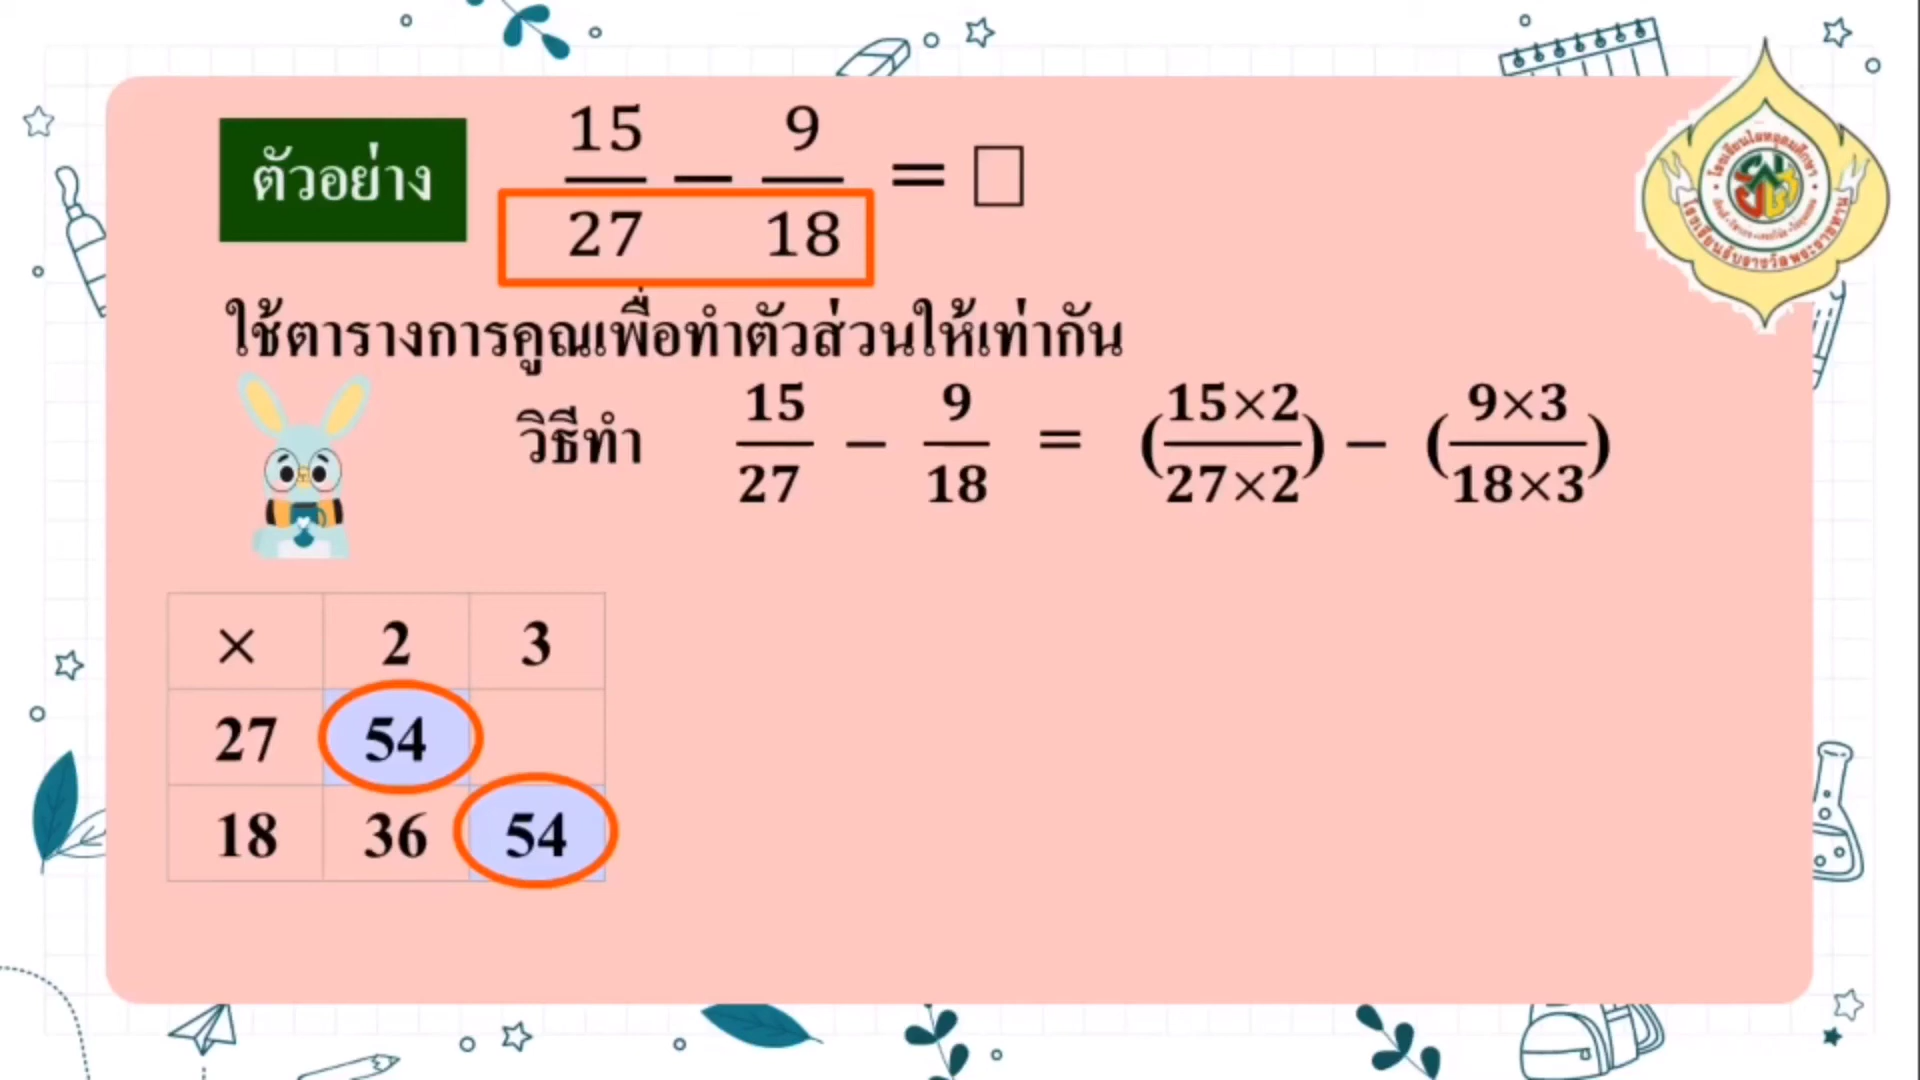 ตัวอย่าง 15/27 − 9/18 = □
ใช้ตารางการคูณเพื่อทำตัวส่วนให้เท่ากัน
วิธีทำ 15/27 − 9/18 = (15×2/27×2) − (9×3/18×3)
× 2 3
27 54
18 36 54